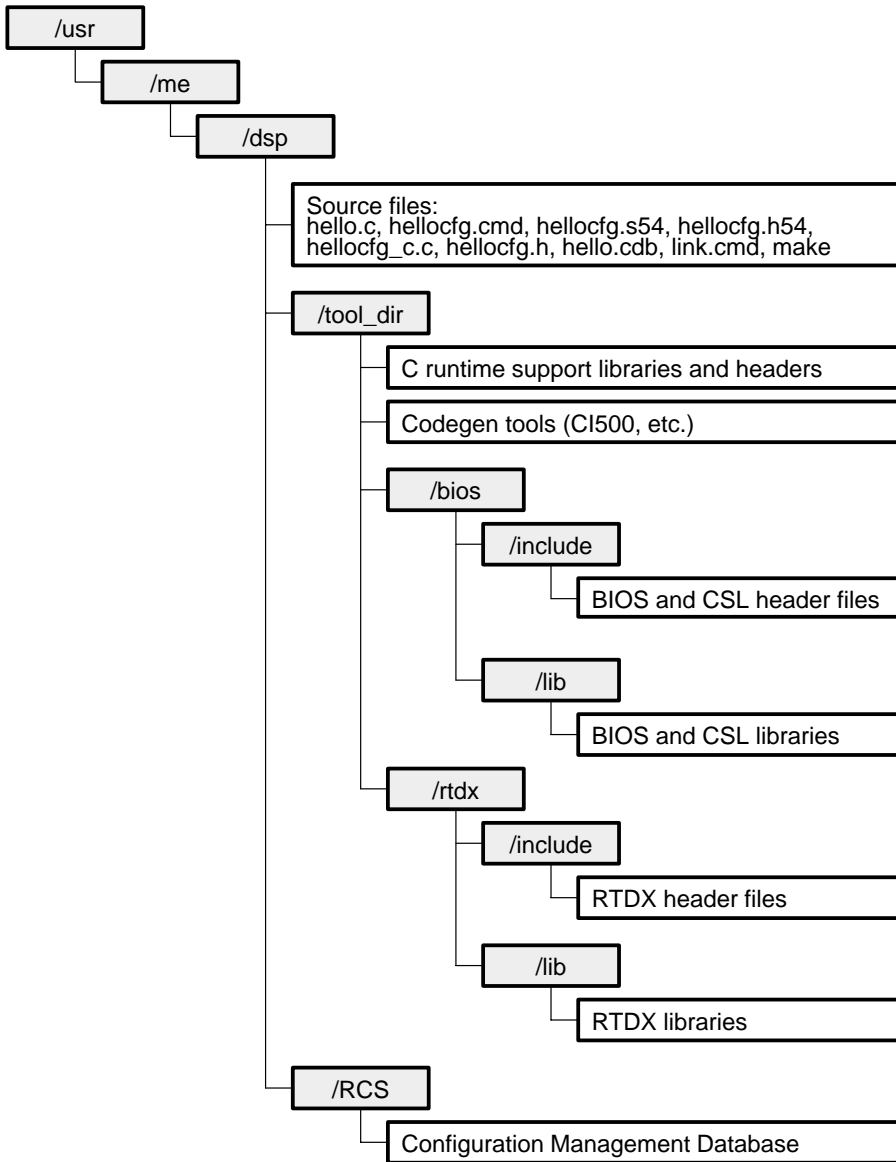 /usr
/me
/dsp
Source files:
hello.c, hellocfg.cmd, hellocfg.s54, hellocfg.h54,
hellocfg_c.c, hellocfg.h, hello.cdb, link.cmd, make
/tool_dir
C runtime support libraries and headers
Codegen tools (CI500, etc.)
/bios
/include
BIOS and CSL header files
/lib
BIOS and CSL libraries
/rtdx
/include
RTDX header files
/lib
RTDX libraries
/RCS
Configuration Management Database